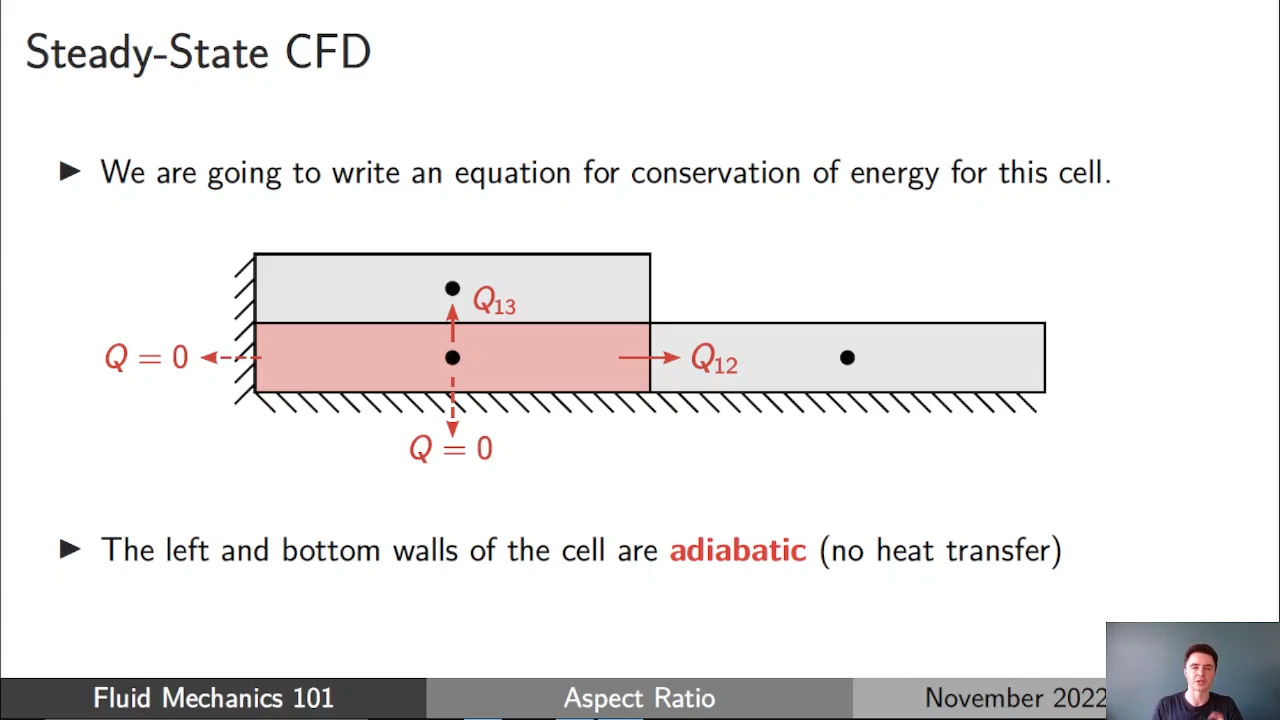 Steady-State CFD
► We are going to write an equation for conservation of energy for this cell.
Q₁₃
Q = 0
Q₁₂
Q = 0
► The left and bottom walls of the cell are adiabatic (no heat transfer)
Fluid Mechanics 101
Aspect Ratio
November 2022